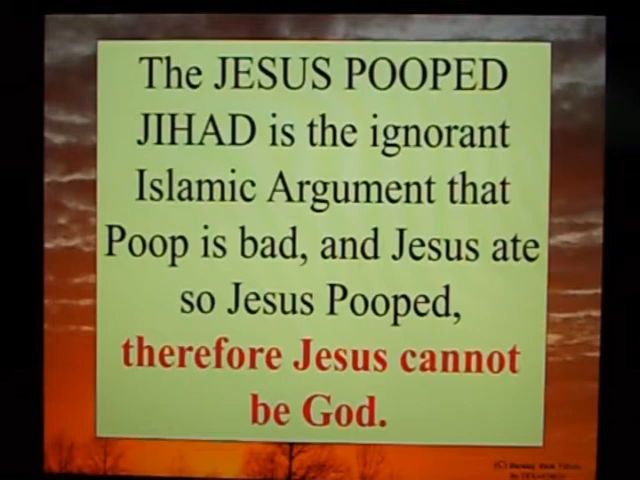 The JESUS POOPED
JIHAD is the ignorant
Islamic Argument that
Poop is bad, and Jesus ate
so Jesus Pooped,
therefore Jesus cannot
be God.